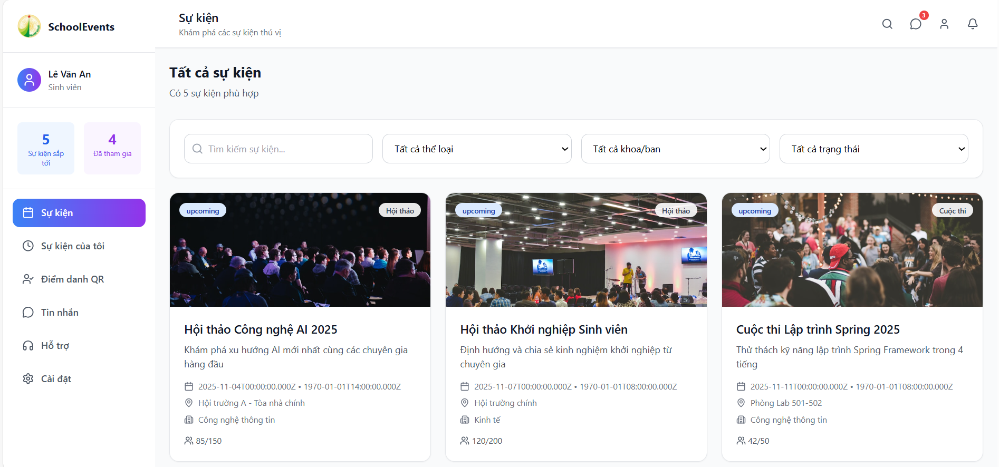 SchoolEvents
Sự kiện
Khám phá các sự kiện thú vị
3
Lê Văn An
Sinh viên
5
Sự kiện sắp
tới
4
Đã tham gia
Sự kiện
Sự kiện của tôi
Điểm danh QR
Tin nhắn
Hỗ trợ
Cài đặt
Tất cả sự kiện
Có 5 sự kiện phù hợp
Tìm kiếm sự kiện...
Tất cả thể loại
Tất cả khoa/ban
Tất cả trạng thái
upcoming
Hội thảo
Hội thảo Công nghệ AI 2025
Khám phá xu hướng AI mới nhất cùng các chuyên gia
hàng đầu
2025-11-04T00:00:00.000Z • 1970-01-01T14:00:00.000Z
Hội trường A - Tòa nhà chính
Công nghệ thông tin
85/150
upcoming
Hội thảo
Hội thảo Khởi nghiệp Sinh viên
Định hướng và chia sẻ kinh nghiệm khởi nghiệp từ
chuyên gia
2025-11-07T00:00:00.000Z • 1970-01-01T08:00:00.000Z
Hội trường chính
Kinh tế
120/200
upcoming
Cuộc thi
Cuộc thi Lập trình Spring 2025
Thử thách kỹ năng lập trình Spring Framework trong 4
tiếng
2025-11-11T00:00:00.000Z • 1970-01-01T08:00:00.000Z
Phòng Lab 501-502
Công nghệ thông tin
42/50